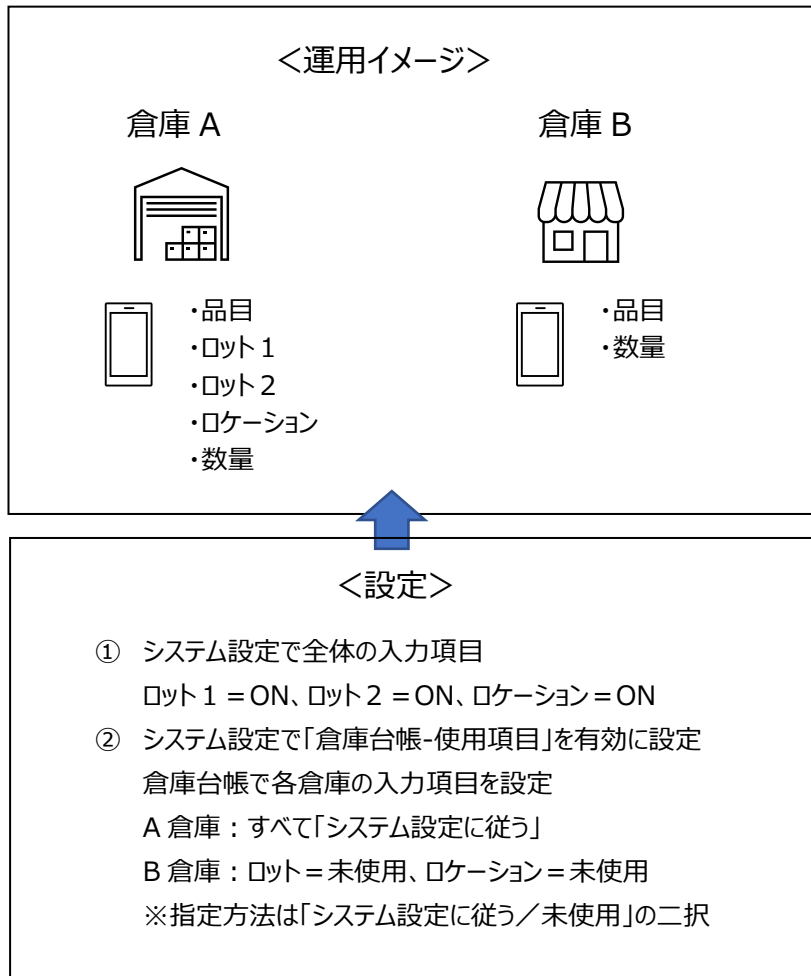 ＜運用イメージ＞
倉庫 A
倉庫 B
・品目
・ロット１
・ロット２
・ロケーション
・数量
・品目
・数量
＜設定＞
① システム設定で全体の入力項目
ロット１＝ON、ロット２＝ON、ロケーション＝ON
② システム設定で「倉庫台帳-使用項目」を有効に設定
倉庫台帳で各倉庫の入力項目を設定
A 倉庫：すべて「システム設定に従う」
B 倉庫：ロット＝未使用、ロケーション＝未使用
※指定方法は「システム設定に従う／未使用」の二択